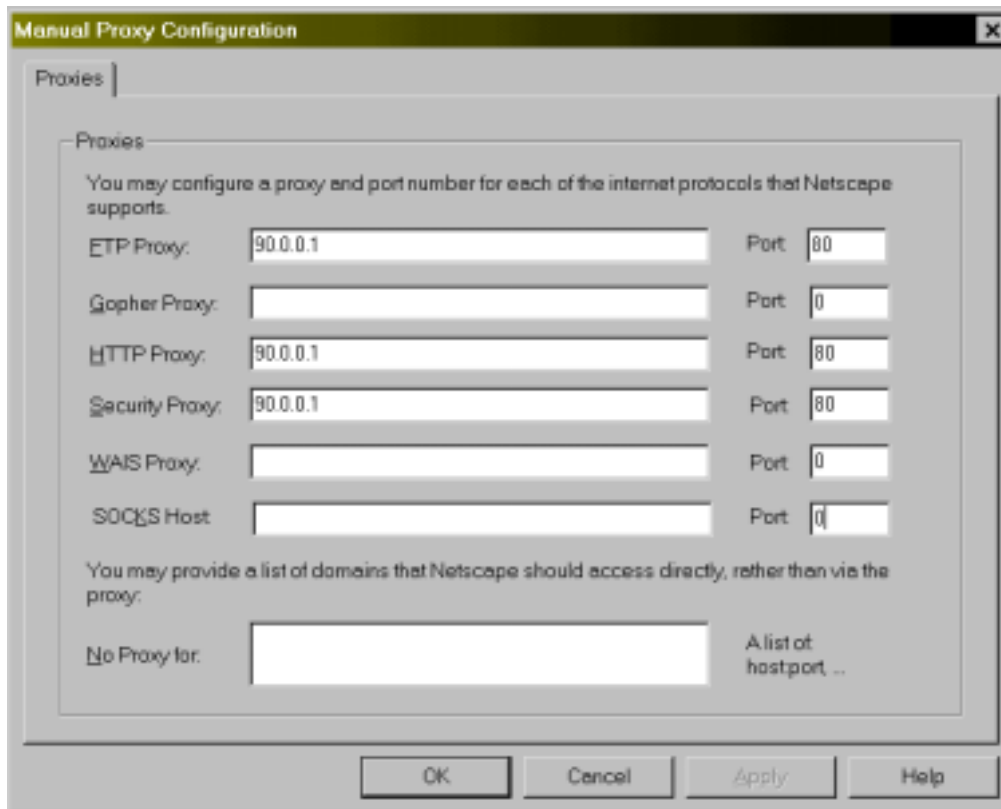 Manual Proxy Configuration
Proxies
Proxies
You may configure a proxy and port number for each of the internet protocols that Netscape
supports.
FTP Proxy: 90.0.0.1 Port: 80
Gopher Proxy: Port: 0
HTTP Proxy: 90.0.0.1 Port: 80
Security Proxy: 90.0.0.1 Port: 80
WAIS Proxy: Port: 0
SOCKS Host: Port: 0
You may provide a list of domains that Netscape should access directly, rather than via the
proxy:
No Proxy for: A list of:
host:port, ...
OK Cancel Apply Help